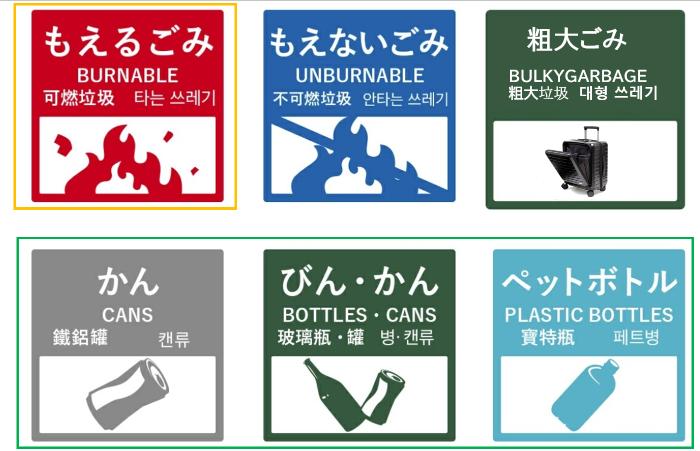 もえるごみ
BURNABLE
可燃垃圾 타는 쓰레기
もえないごみ
UNBURNABLE
不可燃垃圾 안타는 쓰레기
粗大ごみ
BULKYGARBAGE
粗大垃圾 대형 쓰레기
かん
CANS
鐵鋁罐 캔류
びん・かん
BOTTLES・CANS
玻璃瓶・罐 병·캔류
ペットボトル
PLASTIC BOTTLES
寶特瓶 페트병